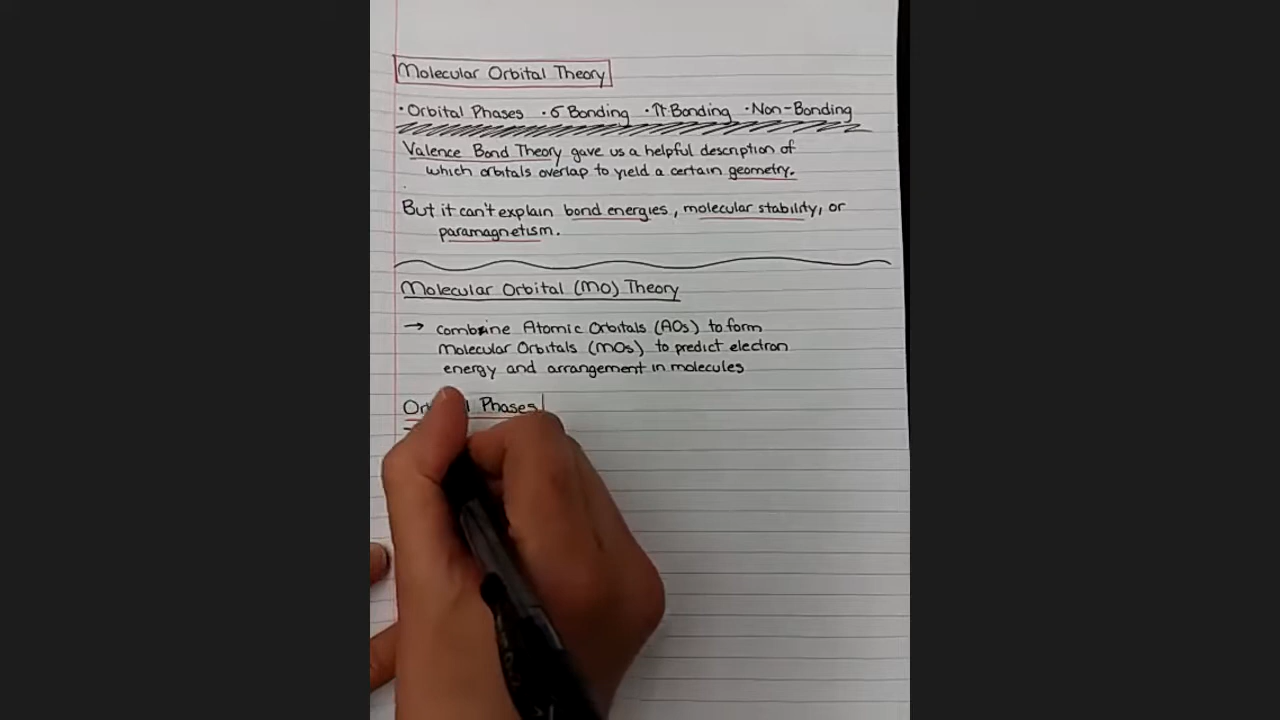 Molecular Orbital Theory
• Orbital Phases • σ Bonding • π Bonding • Non-Bonding
Valence Bond Theory gave us a helpful description of
which orbitals overlap to yield a certain geometry.
But it can't explain bond energies, molecular stability, or
paramagnetism.
Molecular Orbital (MO) Theory
→ combine Atomic Orbitals (AOs) to form
Molecular Orbitals (MOs) to predict electron
energy and arrangement in molecules
Phases